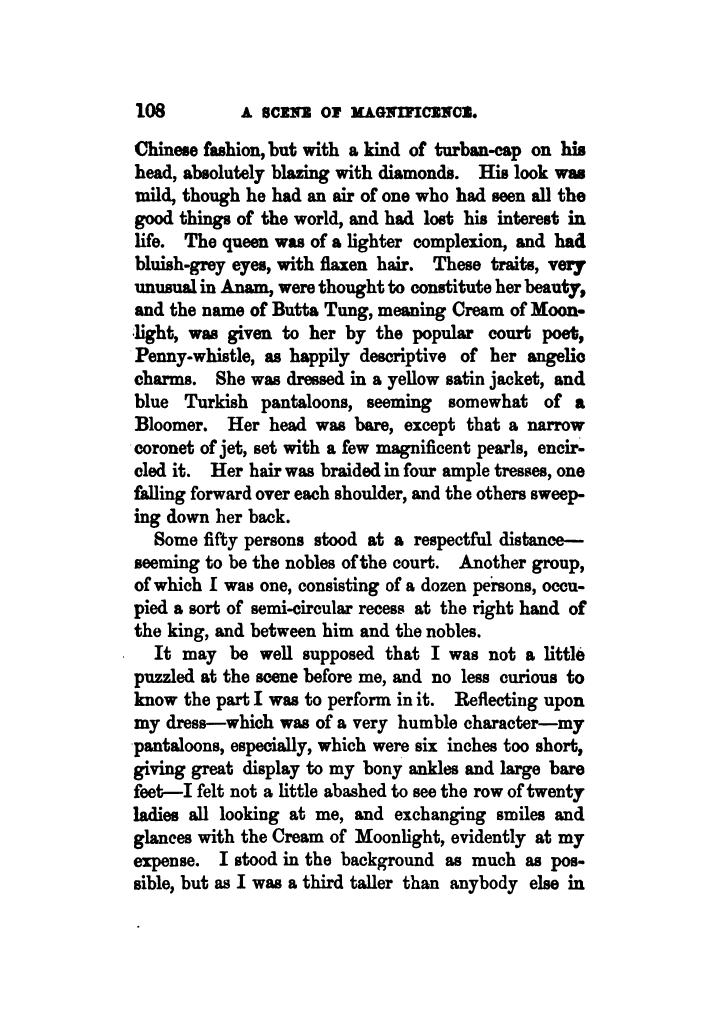 108 A SCENE OF MAGNIFICENCE.
Chinese fashion, but with a kind of turban-cap on his
head, absolutely blazing with diamonds. His look was
mild, though he had an air of one who had seen all the
good things of the world, and had lost his interest in
life. The queen was of a lighter complexion, and had
bluish-grey eyes, with flaxen hair. These traits, very
unusual in Anam, were thought to constitute her beauty,
and the name of Butta Tung, meaning Cream of Moon-
light, was given to her by the popular court poet,
Penny-whistle, as happily descriptive of her angelic
charms. She was dressed in a yellow satin jacket, and
blue Turkish pantaloons, seeming somewhat of a
Bloomer. Her head was bare, except that a narrow
coronet of jet, set with a few magnificent pearls, encir-
cled it. Her hair was braided in four ample tresses, one
falling forward over each shoulder, and the others sweep-
ing down her back.
Some fifty persons stood at a respectful distance—
seeming to be the nobles of the court. Another group,
of which I was one, consisting of a dozen persons, occu-
pied a sort of semi-circular recess at the right hand of
the king, and between him and the nobles.
It may be well supposed that I was not a little
puzzled at the scene before me, and no less curious to
know the part I was to perform in it. Reflecting upon
my dress—which was of a very humble character—my
pantaloons, especially, which were six inches too short,
giving great display to my bony ankles and large bare
feet—I felt not a little abashed to see the row of twenty
ladies all looking at me, and exchanging smiles and
glances with the Cream of Moonlight, evidently at my
expense. I stood in the background as much as pos-
sible, but as I was a third taller than anybody else in